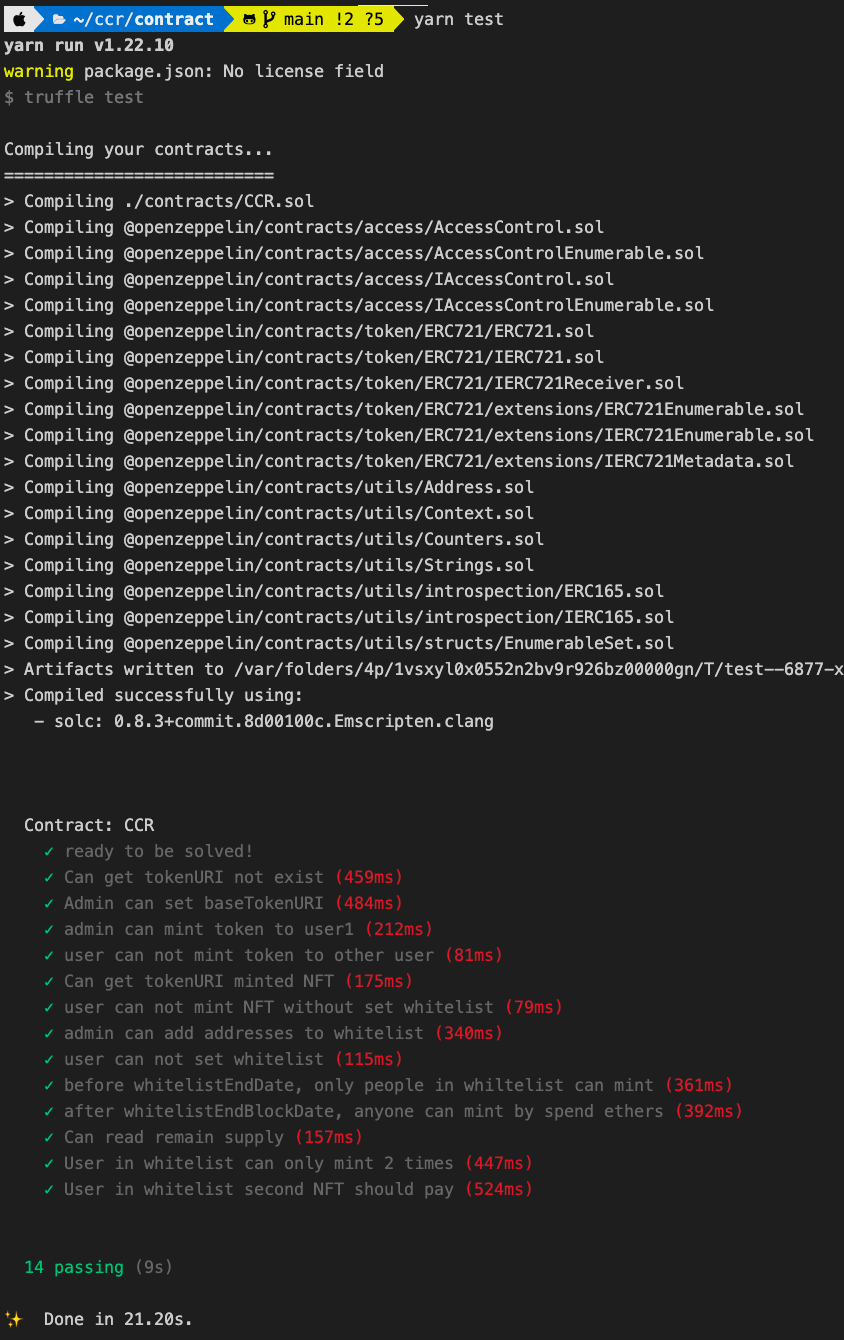 ~/ccr/contract main !2 ?5 yarn test
yarn run v1.22.10
warning package.json: No license field
$ truffle test
Compiling your contracts...
===========================
> Compiling ./contracts/CCR.sol
> Compiling @openzeppelin/contracts/access/AccessControl.sol
> Compiling @openzeppelin/contracts/access/AccessControlEnumerable.sol
> Compiling @openzeppelin/contracts/access/IAccessControl.sol
> Compiling @openzeppelin/contracts/access/IAccessControlEnumerable.sol
> Compiling @openzeppelin/contracts/token/ERC721/ERC721.sol
> Compiling @openzeppelin/contracts/token/ERC721/IERC721.sol
> Compiling @openzeppelin/contracts/token/ERC721/IERC721Receiver.sol
> Compiling @openzeppelin/contracts/token/ERC721/extensions/ERC721Enumerable.sol
> Compiling @openzeppelin/contracts/token/ERC721/extensions/IERC721Enumerable.sol
> Compiling @openzeppelin/contracts/token/ERC721/extensions/IERC721Metadata.sol
> Compiling @openzeppelin/contracts/utils/Address.sol
> Compiling @openzeppelin/contracts/utils/Context.sol
> Compiling @openzeppelin/contracts/utils/Counters.sol
> Compiling @openzeppelin/contracts/utils/Strings.sol
> Compiling @openzeppelin/contracts/utils/introspection/ERC165.sol
> Compiling @openzeppelin/contracts/utils/introspection/IERC165.sol
> Compiling @openzeppelin/contracts/utils/structs/EnumerableSet.sol
> Artifacts written to /var/folders/4p/1vsxyl0x0552n2bv9r926bz00000gn/T/test--6877-x
> Compiled successfully using:
- solc: 0.8.3+commit.8d00100c.Emscripten.clang
Contract: CCR
✓ ready to be solved!
✓ Can get tokenURI not exist (459ms)
✓ Admin can set baseTokenURI (484ms)
✓ admin can mint token to user1 (212ms)
✓ user can not mint token to other user (81ms)
✓ Can get tokenURI minted NFT (175ms)
✓ user can not mint NFT without set whitelist (79ms)
✓ admin can add addresses to whitelist (340ms)
✓ user can not set whitelist (115ms)
✓ before whitelistEndDate, only people in whiltelist can mint (361ms)
✓ after whitelistEndBlockDate, anyone can mint by spend ethers (392ms)
✓ Can read remain supply (157ms)
✓ User in whitelist can only mint 2 times (447ms)
✓ User in whitelist second NFT should pay (524ms)
14 passing (9s)
✨ Done in 21.20s.